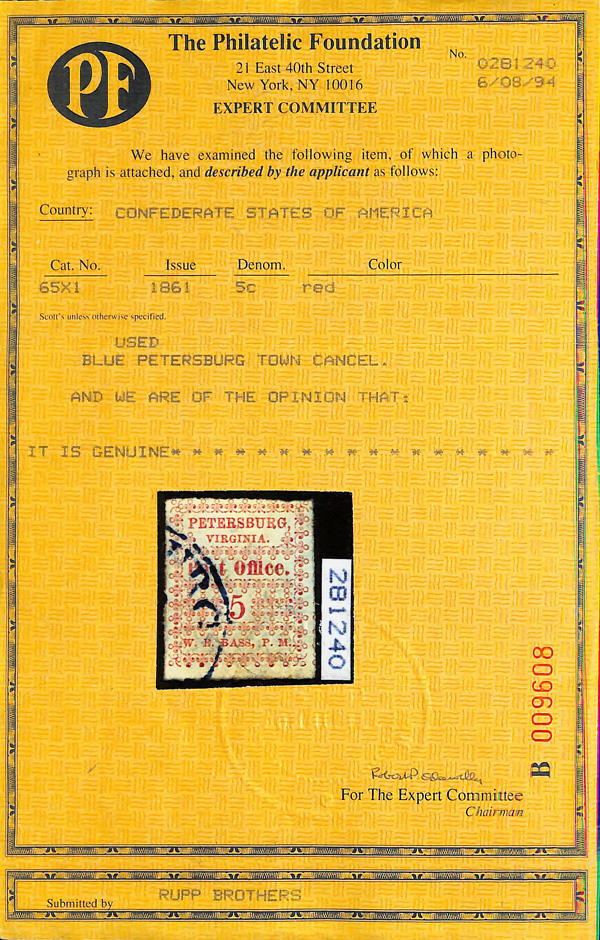 PF
The Philatelic Foundation
21 East 40th Street
New York, NY 10016
EXPERT COMMITTEE
No. 0281240
6/08/94
We have examined the following item, of which a photo-
graph is attached, and described by the applicant as follows:
Country: CONFEDERATE STATES OF AMERICA
Cat. No. Issue Denom. Color
65X1 1861 5c red
Scott's unless otherwise specified.
USED
BLUE PETERSBURG TOWN CANCEL.
AND WE ARE OF THE OPINION THAT:
IT IS GENUINE* * * * * * * * * * * * * * * * * *
PETERSBURG,
VIRGINIA.
Office.
5
W. E. BASS, P. M.
URG
281240
B 009608
For The Expert Committee
Chairman
Submitted by RUPP BROTHERS